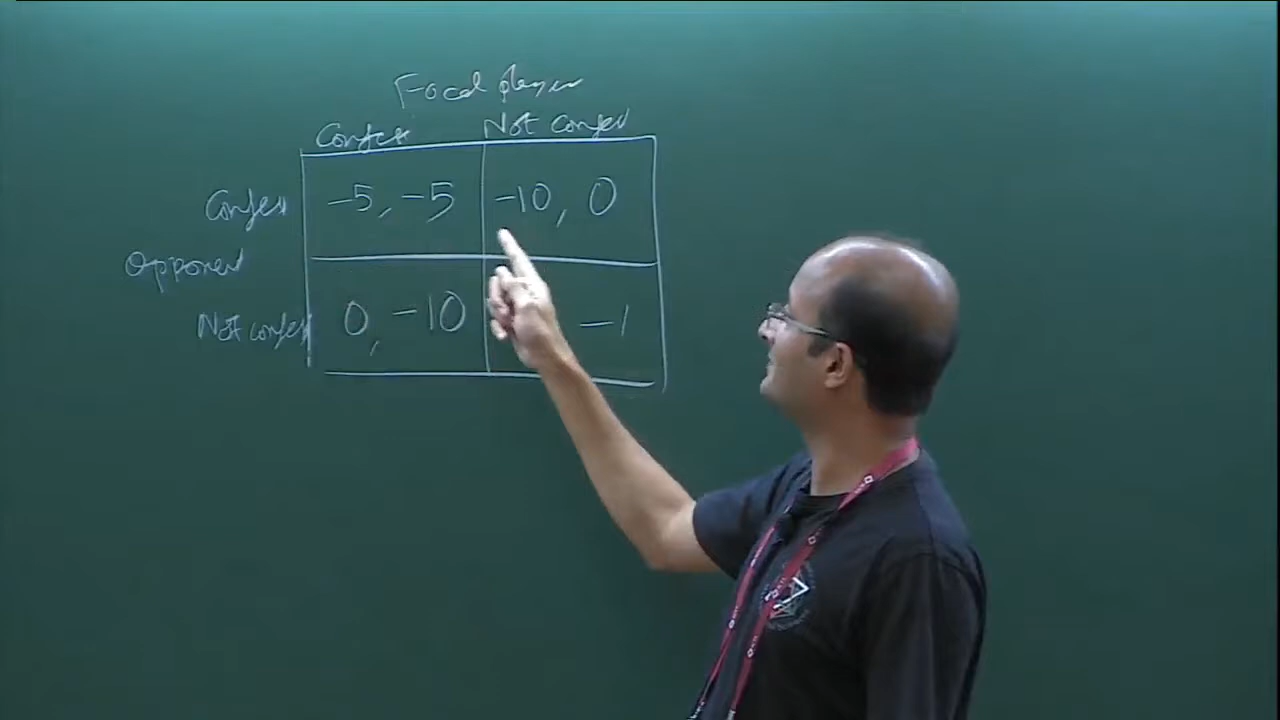 Focal player
Confess Not confess
Confess -5, -5 -10, 0
Opponent
Not confess 0, -10 -1